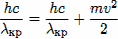 hc/λкр = hc/λкр + mv²/2